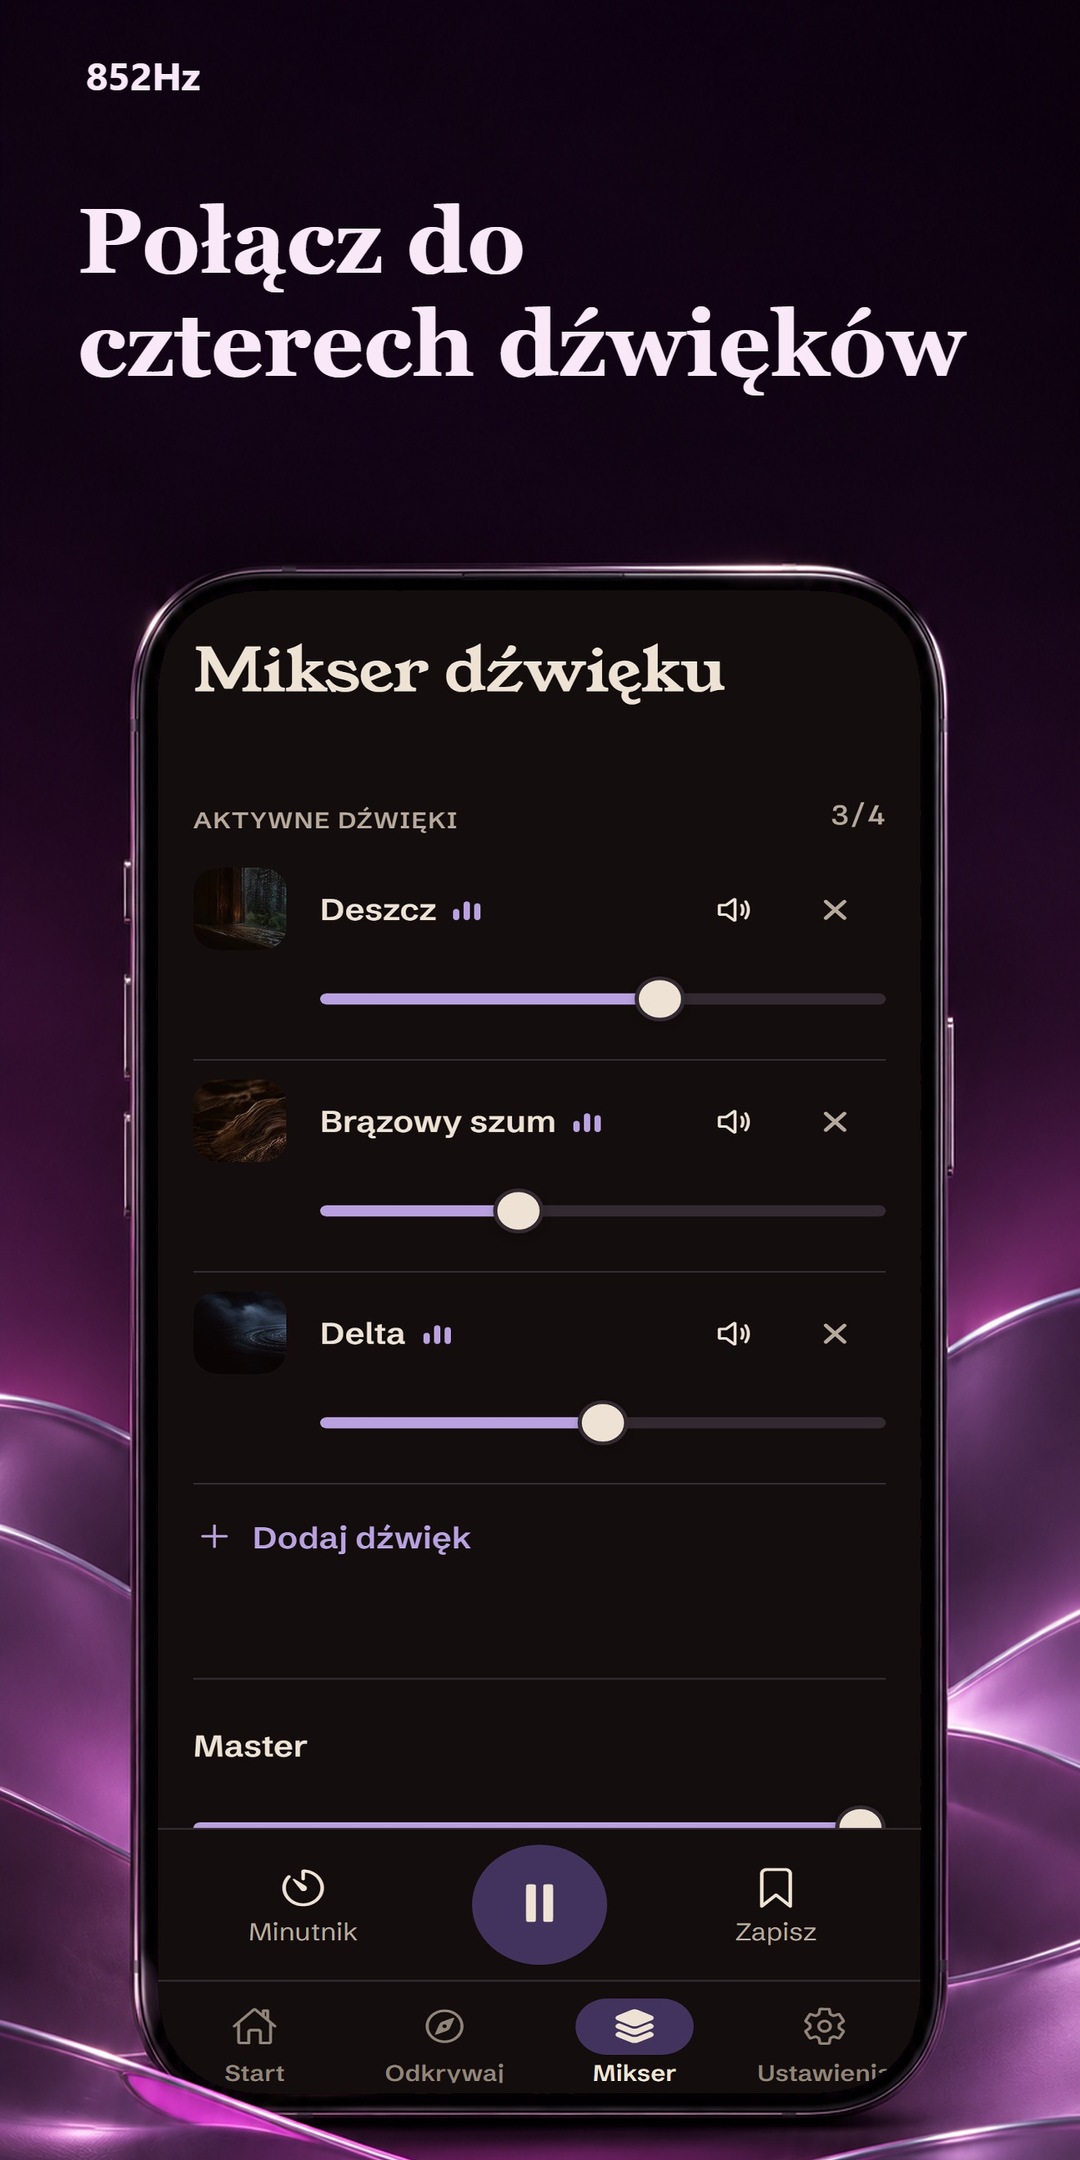 852Hz
Połącz do
czterech dźwięków
Mikser dźwięku
AKTYWNE DŹWIĘKI 3/4
Deszcz
Brązowy szum
Delta
Dodaj dźwięk
Master
Minutnik Zapisz
Start Odkrywaj Mikser Ustawienia